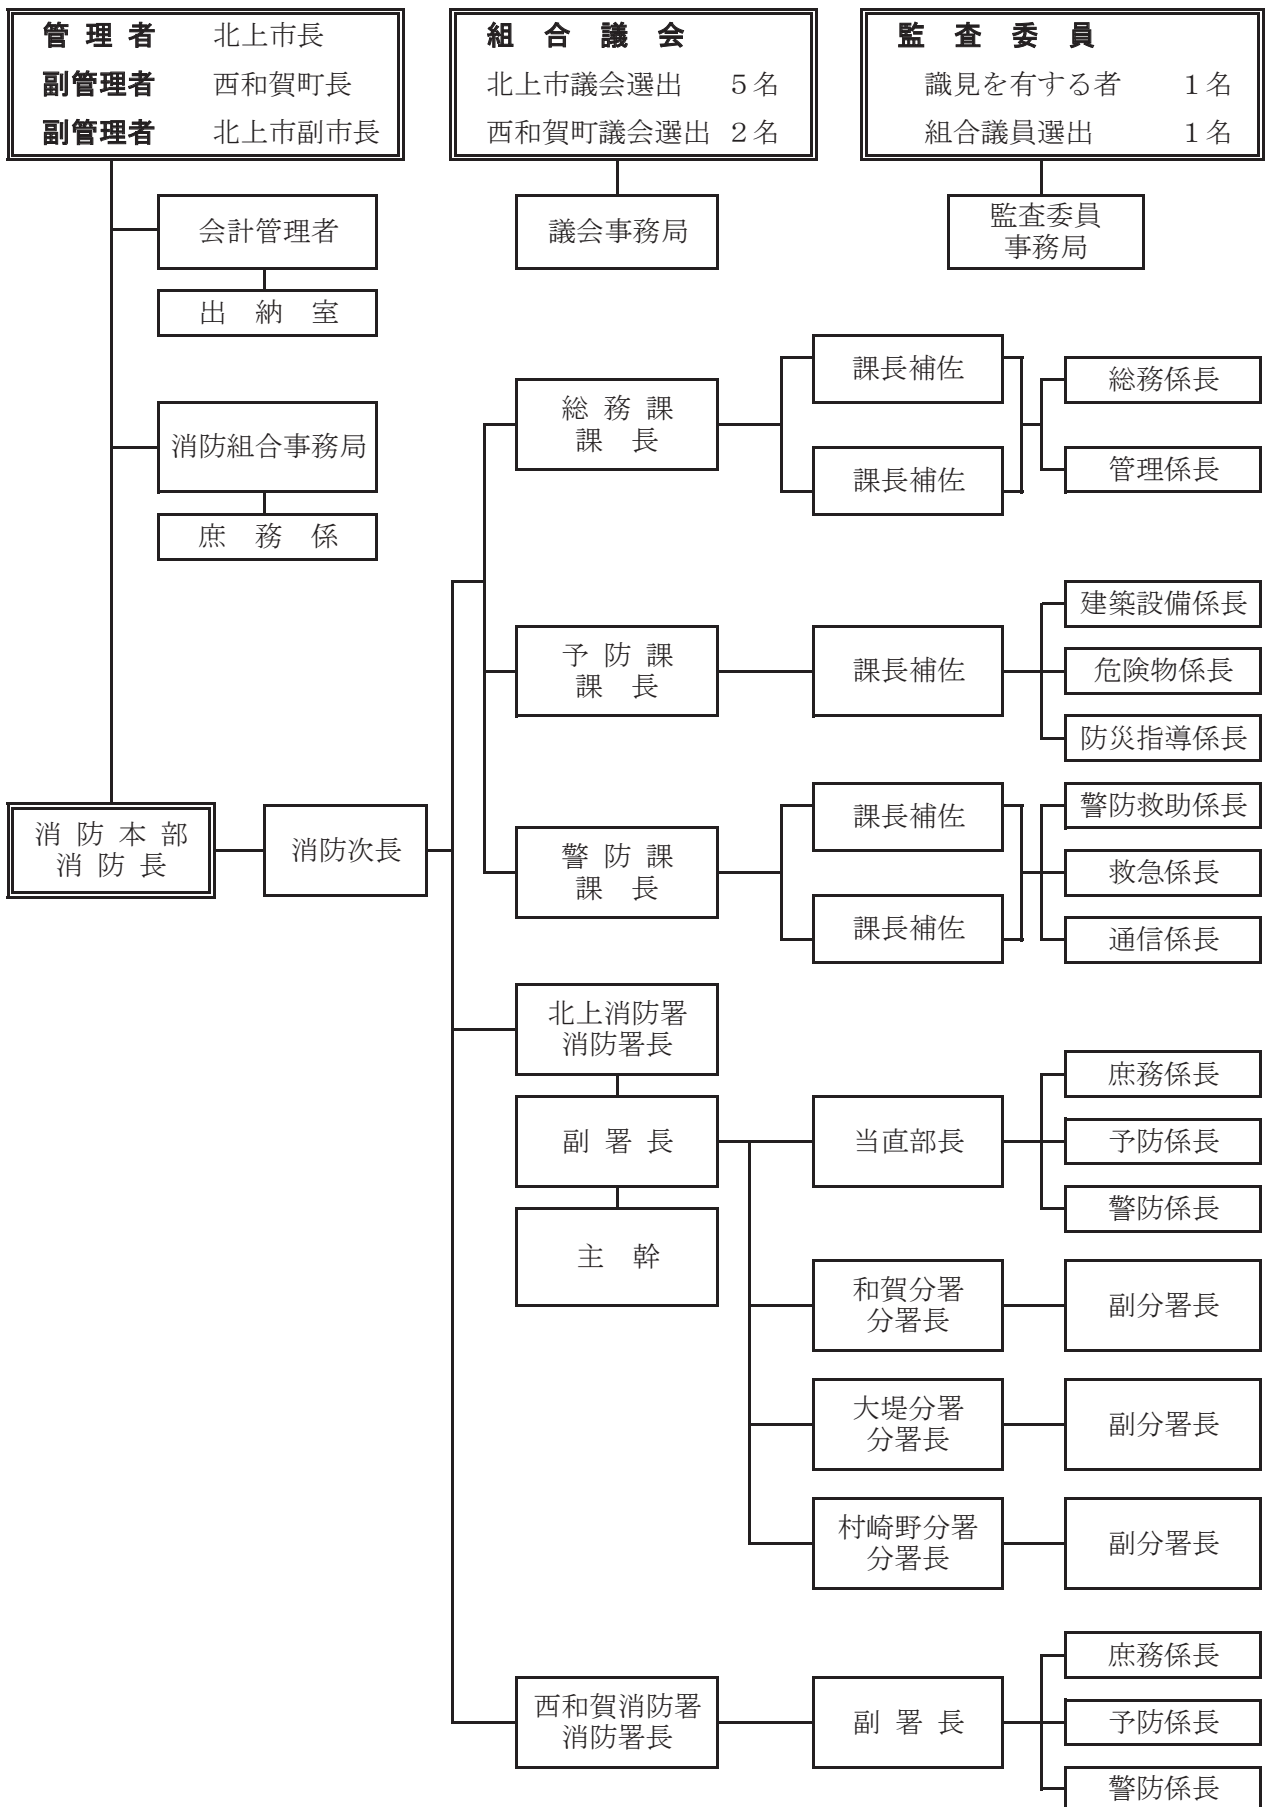 管 理 者　北上市長
副管理者　西和賀町長
副管理者　北上市副市長
組 合 議 会
北上市議会選出　５名
西和賀町議会選出　２名
監 査 委 員
識見を有する者　１名
組合議員選出　１名
会計管理者
出 納 室
議会事務局
監査委員
事務局
消防組合事務局
庶 務 係
総 務 課
課 長
課長補佐
課長補佐
総務係長
管理係長
予 防 課
課 長
課長補佐
建築設備係長
危険物係長
防災指導係長
消 防 本 部
消 防 長
消防次長
警 防 課
課 長
課長補佐
課長補佐
警防救助係長
救急係長
通信係長
北上消防署
消防署長
副 署 長
主 幹
当直部長
庶務係長
予防係長
警防係長
和賀分署
分署長
副分署長
大堤分署
分署長
副分署長
村崎野分署
分署長
副分署長
西和賀消防署
消防署長
副 署 長
庶務係長
予防係長
警防係長